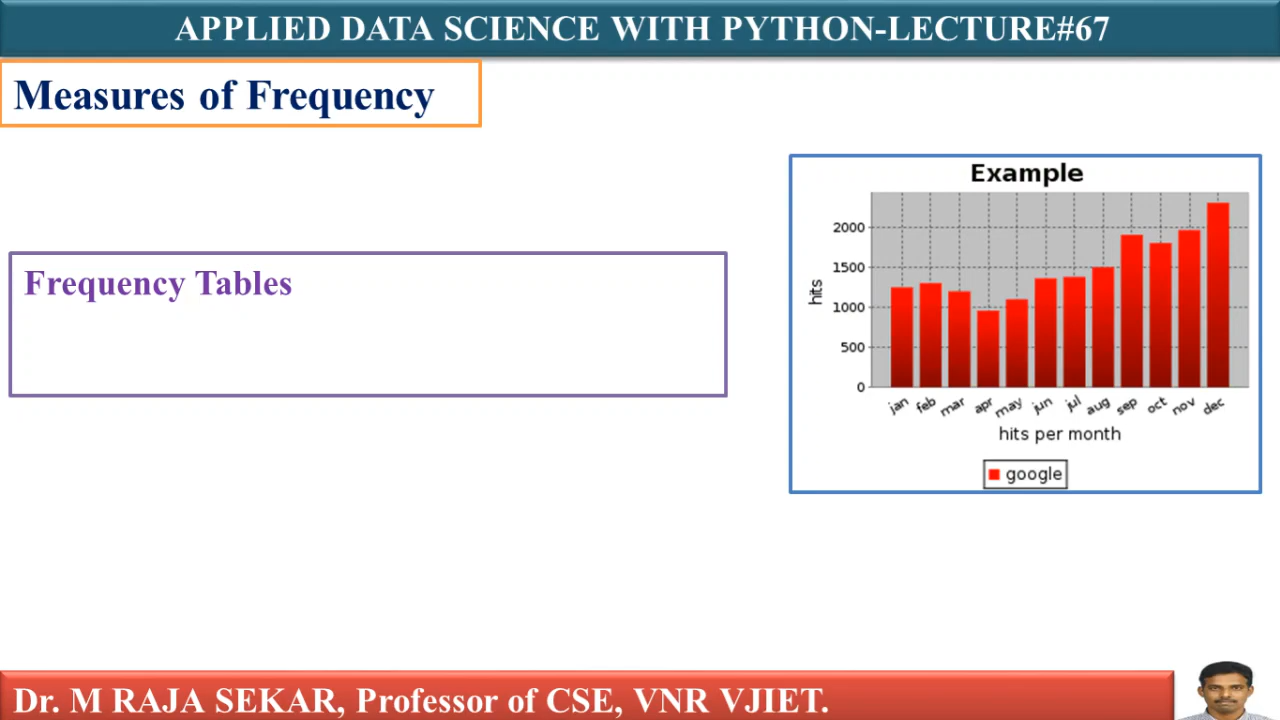 APPLIED DATA SCIENCE WITH PYTHON-LECTURE#67
Measures of Frequency
Frequency Tables
Example
2000
1500
1000
500
0
hits
jan feb mar apr may jun jul aug sep oct nov dec
hits per month
google
Dr. M RAJA SEKAR, Professor of CSE, VNR VJIET.